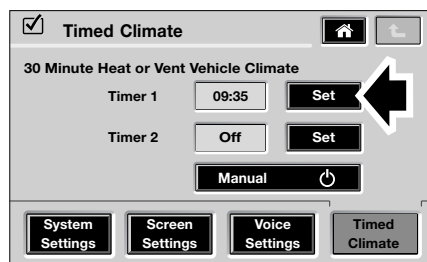 Timed Climate
30 Minute Heat or Vent Vehicle Climate
Timer 1 09:35 Set
Timer 2 Off Set
Manual
System Settings
Screen Settings
Voice Settings
Timed Climate